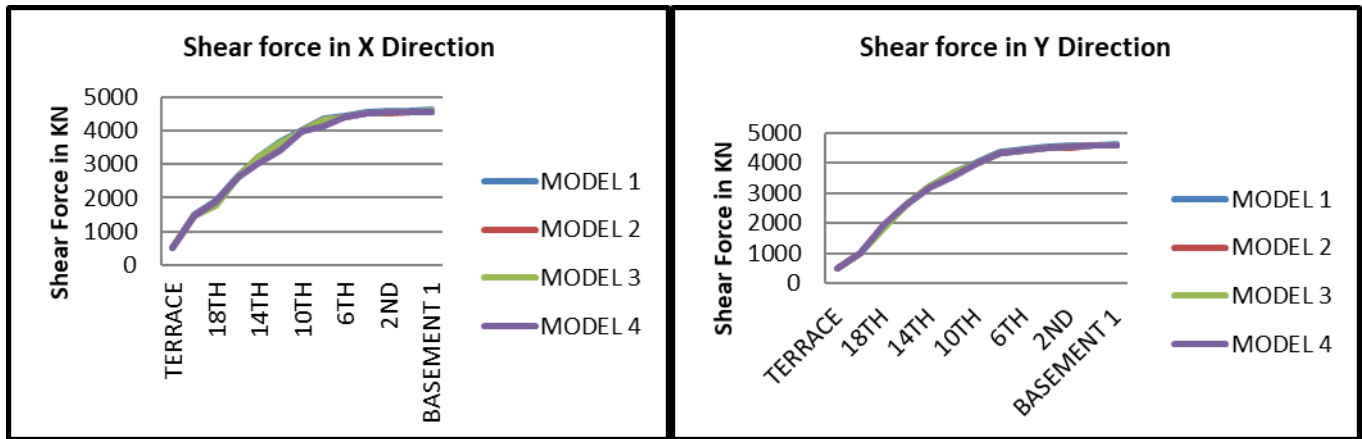 Shear force in X Direction
Shear Force in KN
5000
4000
3000
2000
1000
0
TERRACE
18TH
14TH
10TH
6TH
2ND
BASEMENT 1
MODEL 1
MODEL 2
MODEL 3
MODEL 4
Shear force in Y Direction
Shear Force in KN
5000
4000
3000
2000
1000
0
TERRACE
18TH
14TH
10TH
6TH
2ND
BASEMENT 1
MODEL 1
MODEL 2
MODEL 3
MODEL 4